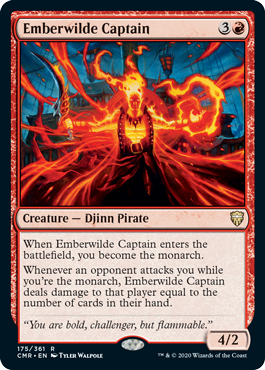 Emberwilde Captain 3
Creature — Djinn Pirate
When Emberwilde Captain enters the
battlefield, you become the monarch.
Whenever an opponent attacks you while
you're the monarch, Emberwilde Captain
deals damage to that player equal to the
number of cards in their hand.
“You are bold, challenger, but flammable.”
4/2
175/361 R
CMR • EN TYLER WALPOLE
™ & © 2020 Wizards of the Coast